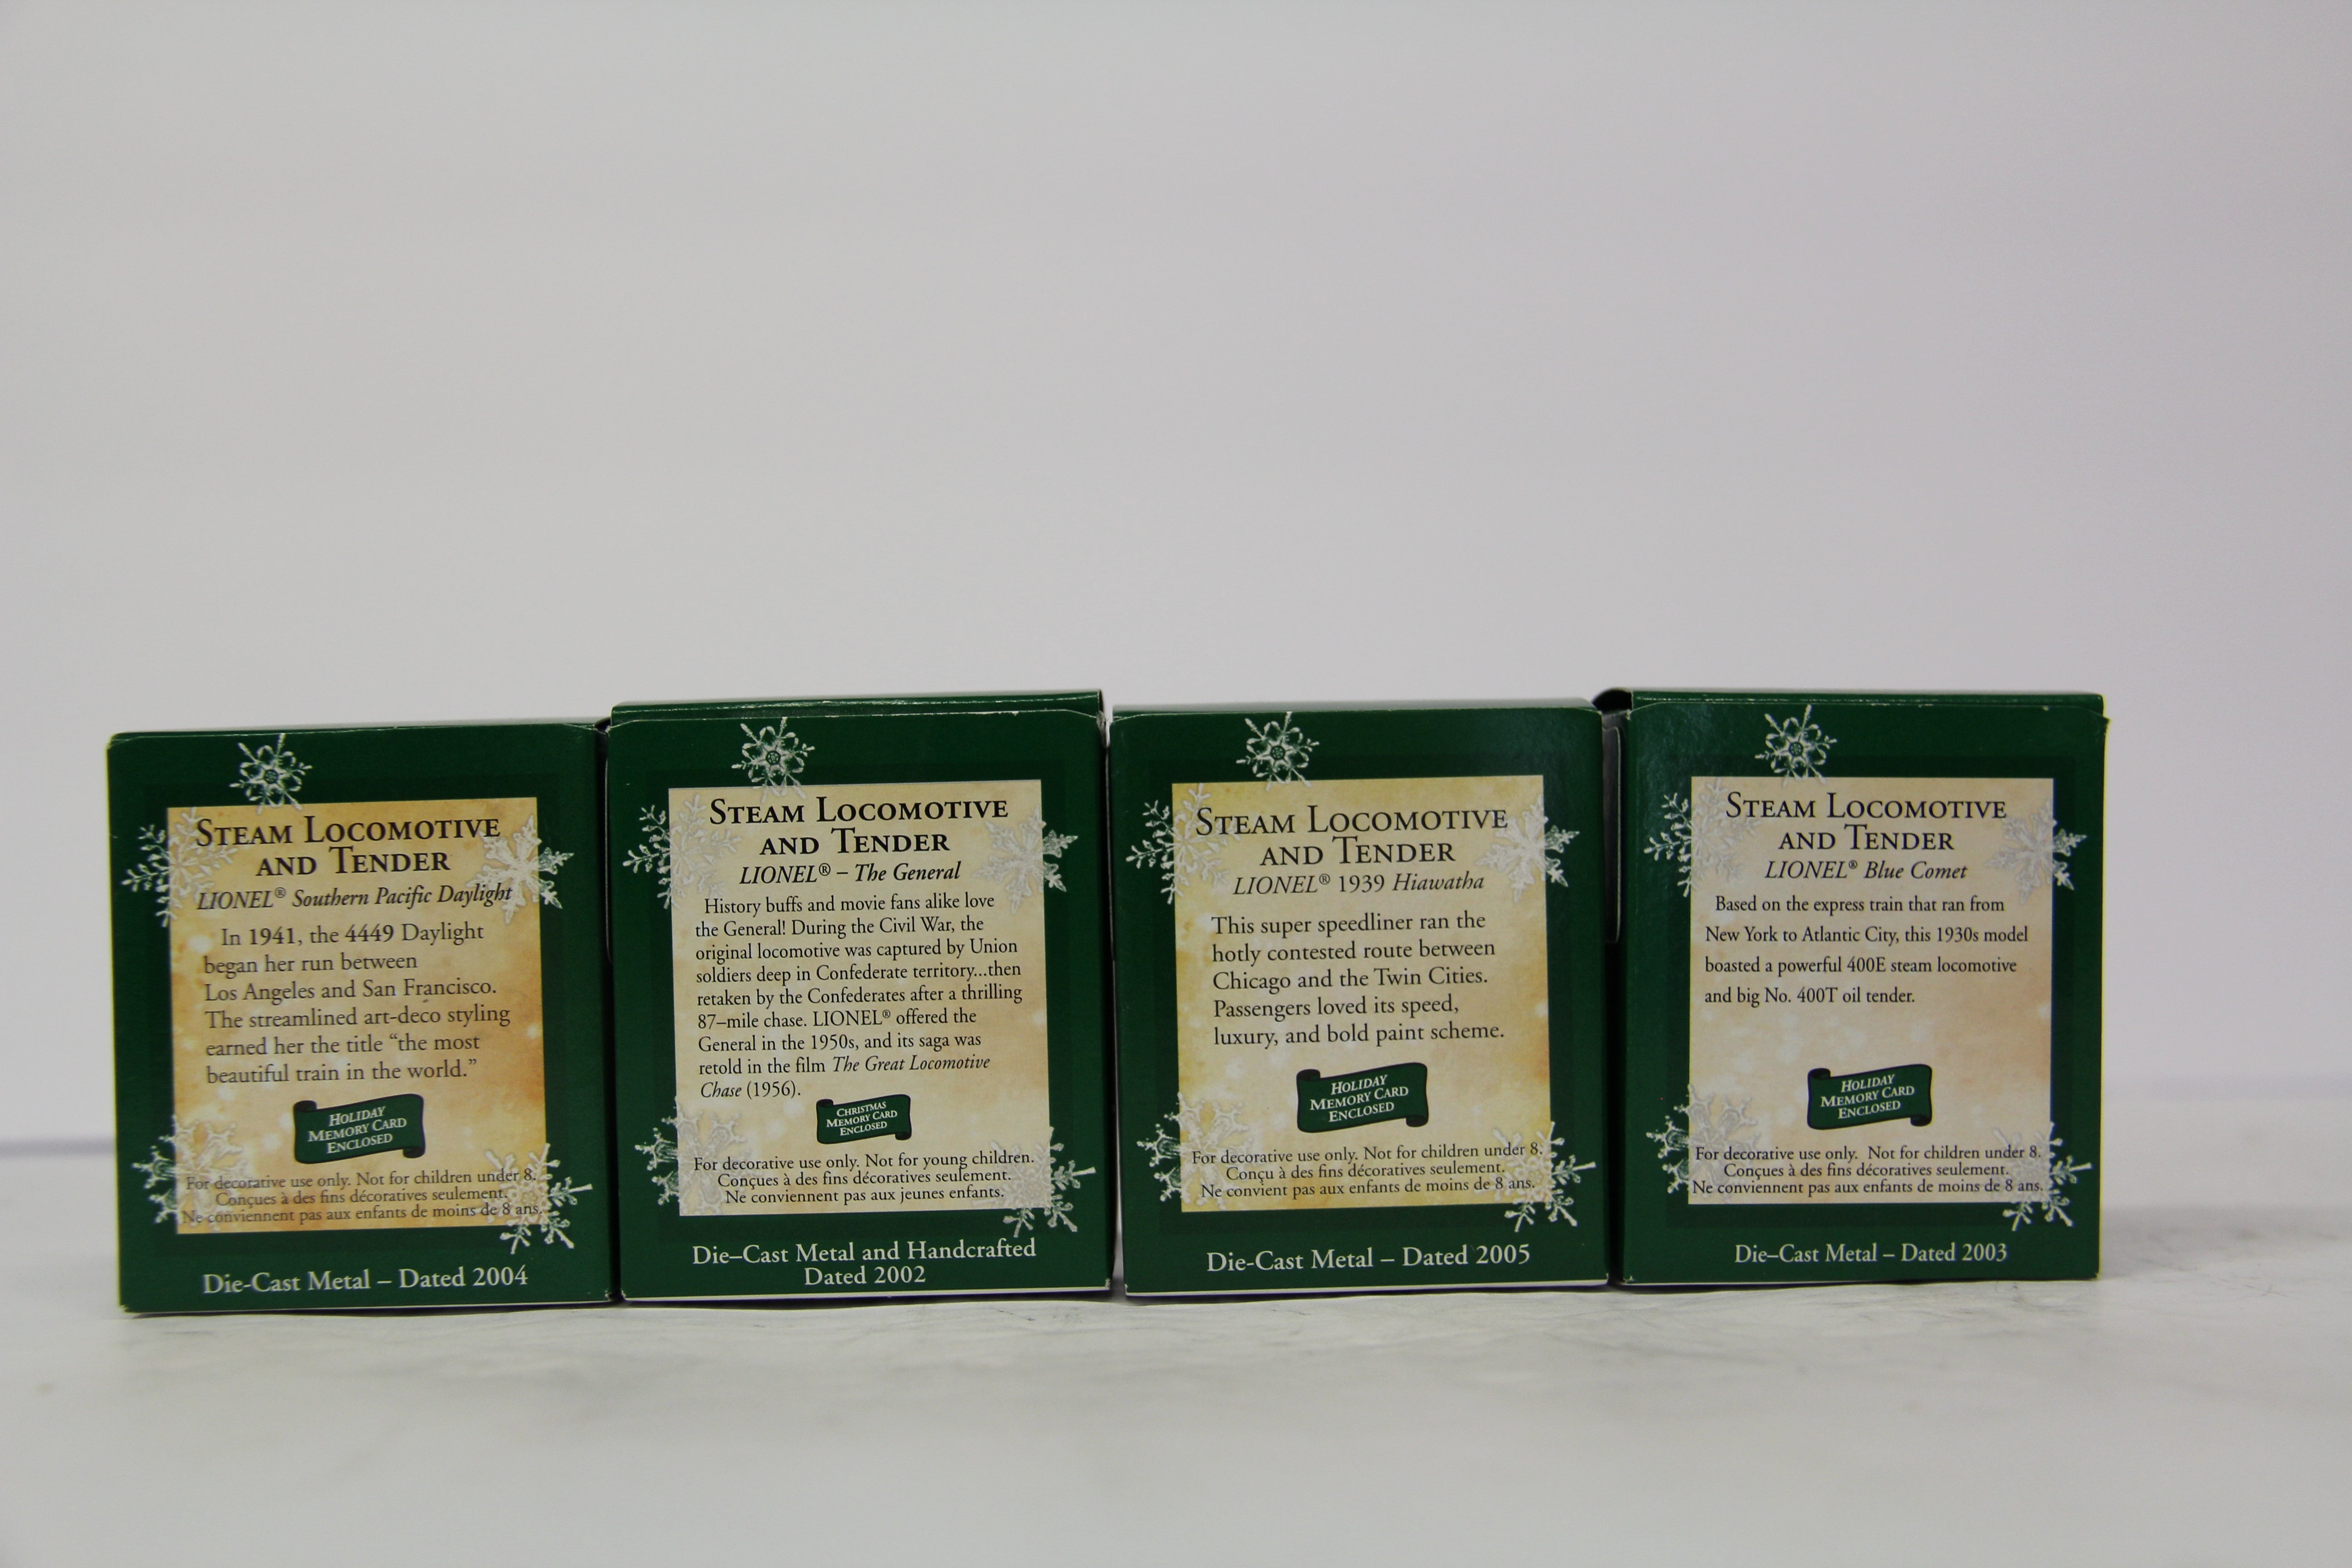 STEAM LOCOMOTIVE
AND TENDER
LIONEL® Southern Pacific Daylight
In 1941, the 4449 Daylight
began her run between
Los Angeles and San Francisco.
The streamlined art-deco styling
earned her the title “the most
beautiful train in the world.”
HOLIDAY
MEMORY CARD
ENCLOSED
For decorative use only. Not for children under 8.
Conçues à des fins décoratives seulement.
Ne conviennent pas aux enfants de moins de 8 ans.
Die-Cast Metal – Dated 2004
STEAM LOCOMOTIVE
AND TENDER
LIONEL® – The General
History buffs and movie fans alike love
the General! During the Civil War, the
original locomotive was captured by Union
soldiers deep in Confederate territory...then
retaken by the Confederates after a thrilling
87–mile chase. LIONEL® offered the
General in the 1950s, and its saga was
retold in the film The Great Locomotive
Chase (1956).
CHRISTMAS
MEMORY CARD
ENCLOSED
For decorative use only. Not for young children.
Conçues à des fins décoratives seulement.
Ne conviennent pas aux jeunes enfants.
Die–Cast Metal and Handcrafted
Dated 2002
STEAM LOCOMOTIVE
AND TENDER
LIONEL® 1939 Hiawatha
This super speedliner ran the
hotly contested route between
Chicago and the Twin Cities.
Passengers loved its speed,
luxury, and bold paint scheme.
HOLIDAY
MEMORY CARD
ENCLOSED
For decorative use only. Not for children under 8.
Conçu à des fins décoratives seulement.
Ne convient pas aux enfants de moins de 8 ans.
Die-Cast Metal – Dated 2005
STEAM LOCOMOTIVE
AND TENDER
LIONEL® Blue Comet
Based on the express train that ran from
New York to Atlantic City, this 1930s model
boasted a powerful 400E steam locomotive
and big No. 400T oil tender.
HOLIDAY
MEMORY CARD
ENCLOSED
For decorative use only. Not for children under 8.
Conçues à des fins décoratives seulement.
Ne conviennent pas aux enfants de moins de 8 ans.
Die–Cast Metal – Dated 2003